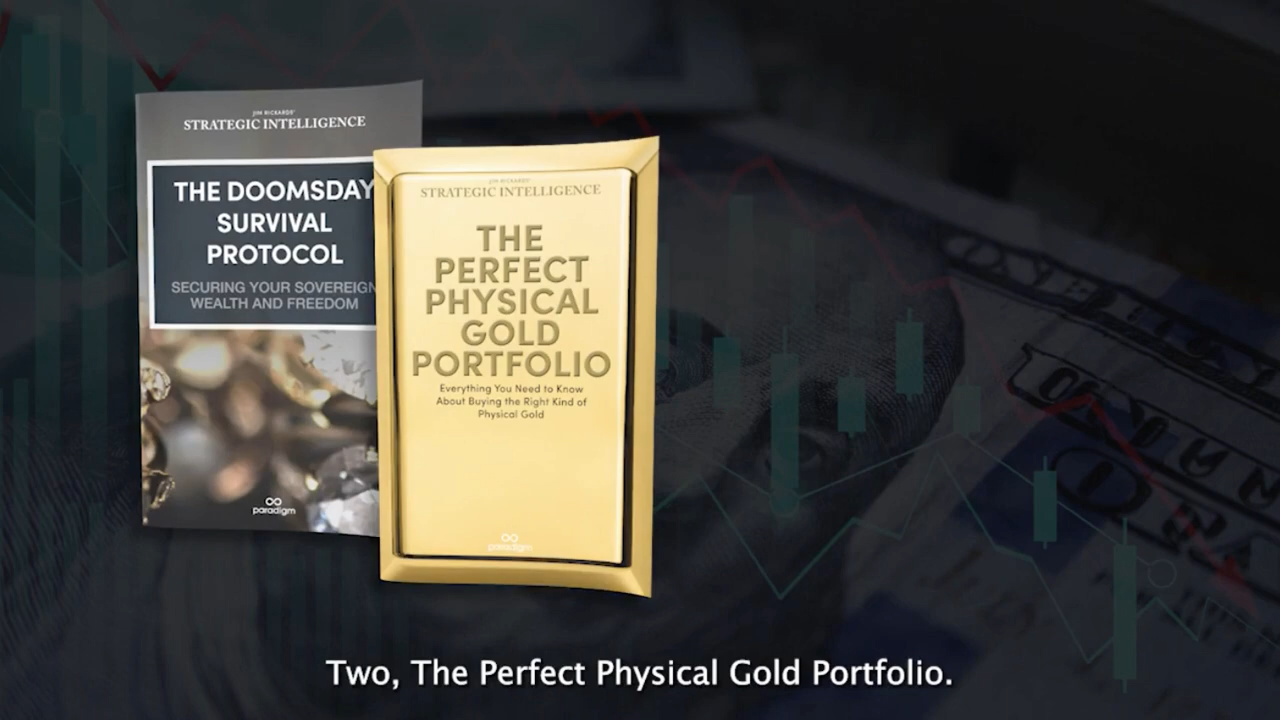 JIM RICKARDS'
STRATEGIC INTELLIGENCE
THE DOOMSDAY
SURVIVAL
PROTOCOL
SECURING YOUR SOVEREIGN
WEALTH AND FREEDOM
paradigm
JIM RICKARDS'
STRATEGIC INTELLIGENCE
THE
PERFECT
PHYSICAL
GOLD
PORTFOLIO
Everything You Need to Know
About Buying the Right Kind of
Physical Gold
paradigm
Two, The Perfect Physical Gold Portfolio.